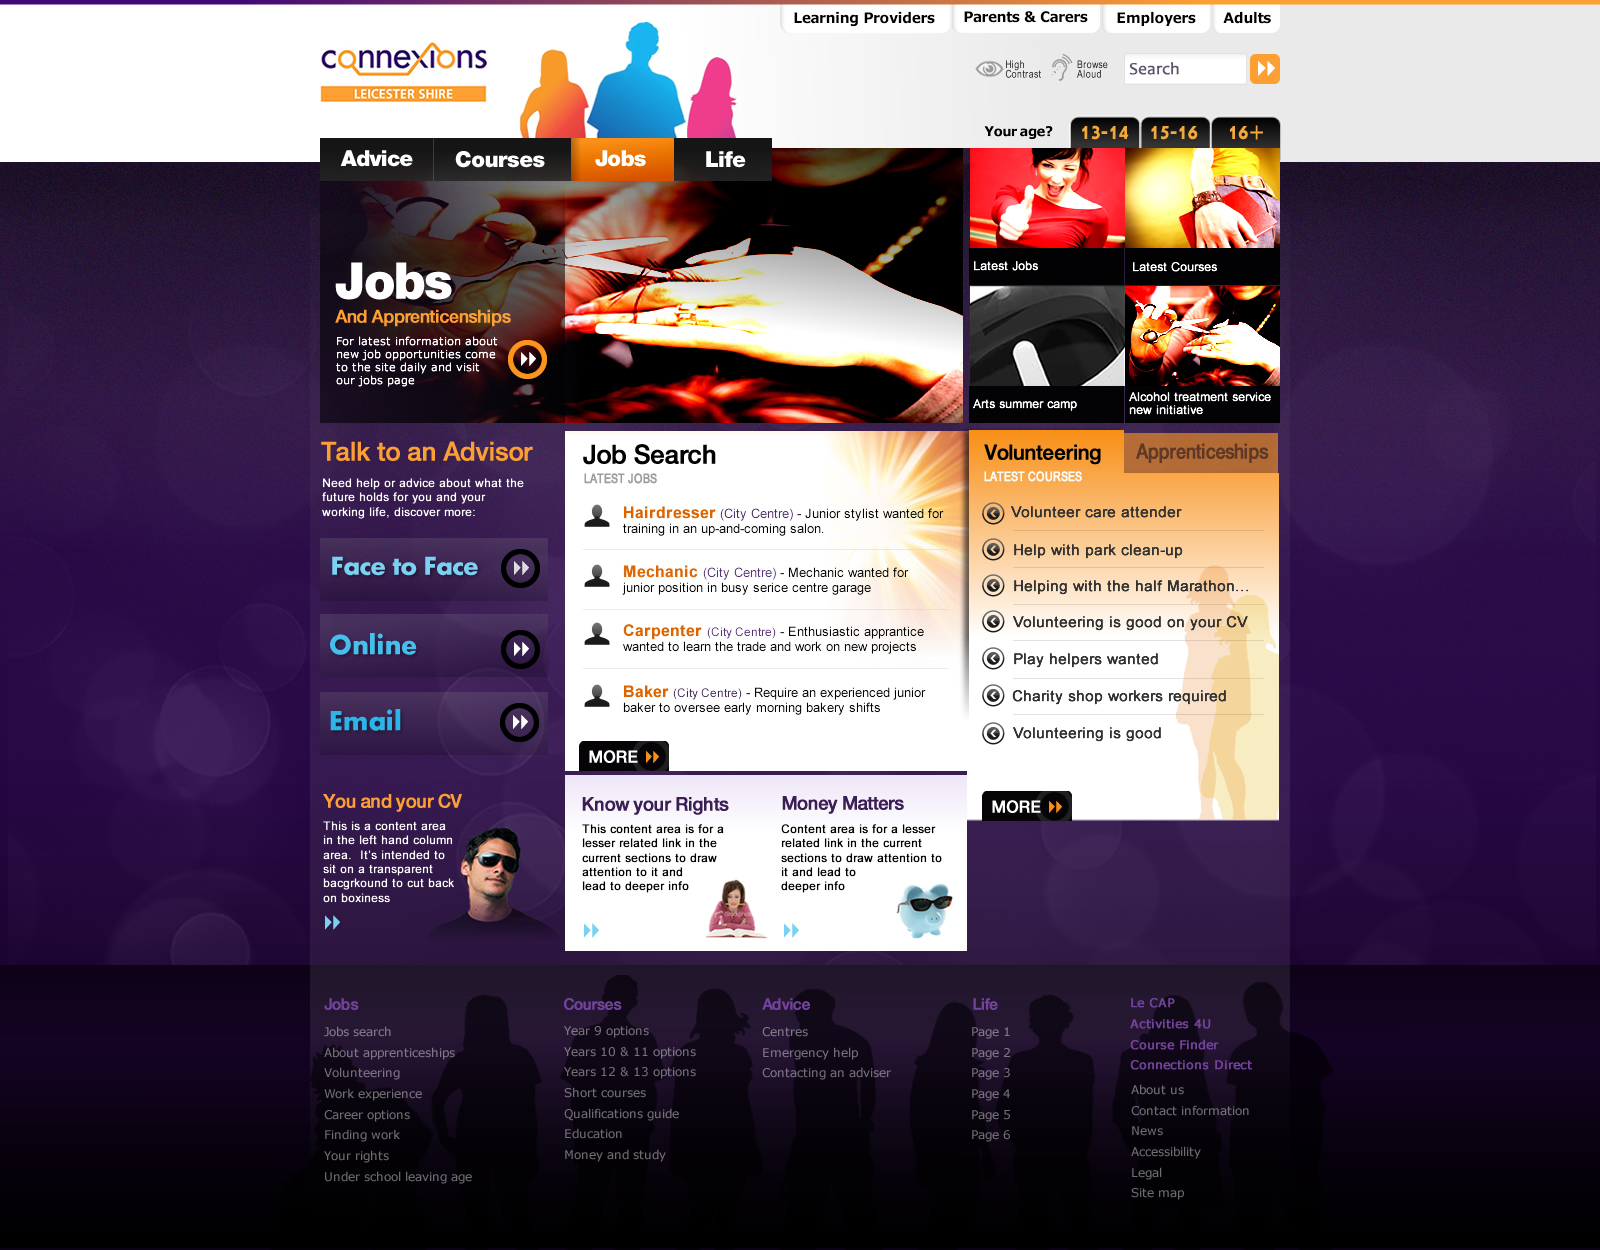 Learning Providers
Parents & Carers
Employers
Adults
connexions
LEICESTER SHIRE
High
Contrast
Browse
Aloud
Search
Your age?
13-14
15-16
16+
Advice
Courses
Jobs
Life
Jobs
And Apprenticenships
For latest information about
new job opportunities come
to the site daily and visit
our jobs page
Latest Jobs
Latest Courses
Arts summer camp
Alcohol treatment service
new initiative
Talk to an Advisor
Need help or advice about what the
future holds for you and your
working life, discover more:
Face to Face
Online
Email
You and your CV
This is a content area
in the left hand column
area. It's intended to
sit on a transparent
bacgrkound to cut back
on boxiness
Job Search
LATEST JOBS
Hairdresser (City Centre) - Junior stylist wanted for
training in an up-and-coming salon.
Mechanic (City Centre) - Mechanic wanted for
junior position in busy serice centre garage
Carpenter (City Centre) - Enthusiastic apprantice
wanted to learn the trade and work on new projects
Baker (City Centre) - Require an experienced junior
baker to oversee early morning bakery shifts
MORE
Know your Rights
This content area is for a
lesser related link in the
current sections to draw
attention to it and
lead to deeper info
Money Matters
Content area is for a lesser
related link in the current
sections to draw attention to
it and lead to
deeper info
Volunteering
Apprenticeships
LATEST COURSES
Volunteer care attender
Help with park clean-up
Helping with the half Marathon...
Volunteering is good on your CV
Play helpers wanted
Charity shop workers required
Volunteering is good
MORE
Jobs
Jobs search
About apprenticeships
Volunteering
Work experience
Career options
Finding work
Your rights
Under school leaving age
Courses
Year 9 options
Years 10 & 11 options
Years 12 & 13 options
Short courses
Qualifications guide
Education
Money and study
Advice
Centres
Emergency help
Contacting an adviser
Life
Page 1
Page 2
Page 3
Page 4
Page 5
Page 6
Le CAP
Activities 4U
Course Finder
Connections Direct
About us
Contact information
News
Accessibility
Legal
Site map